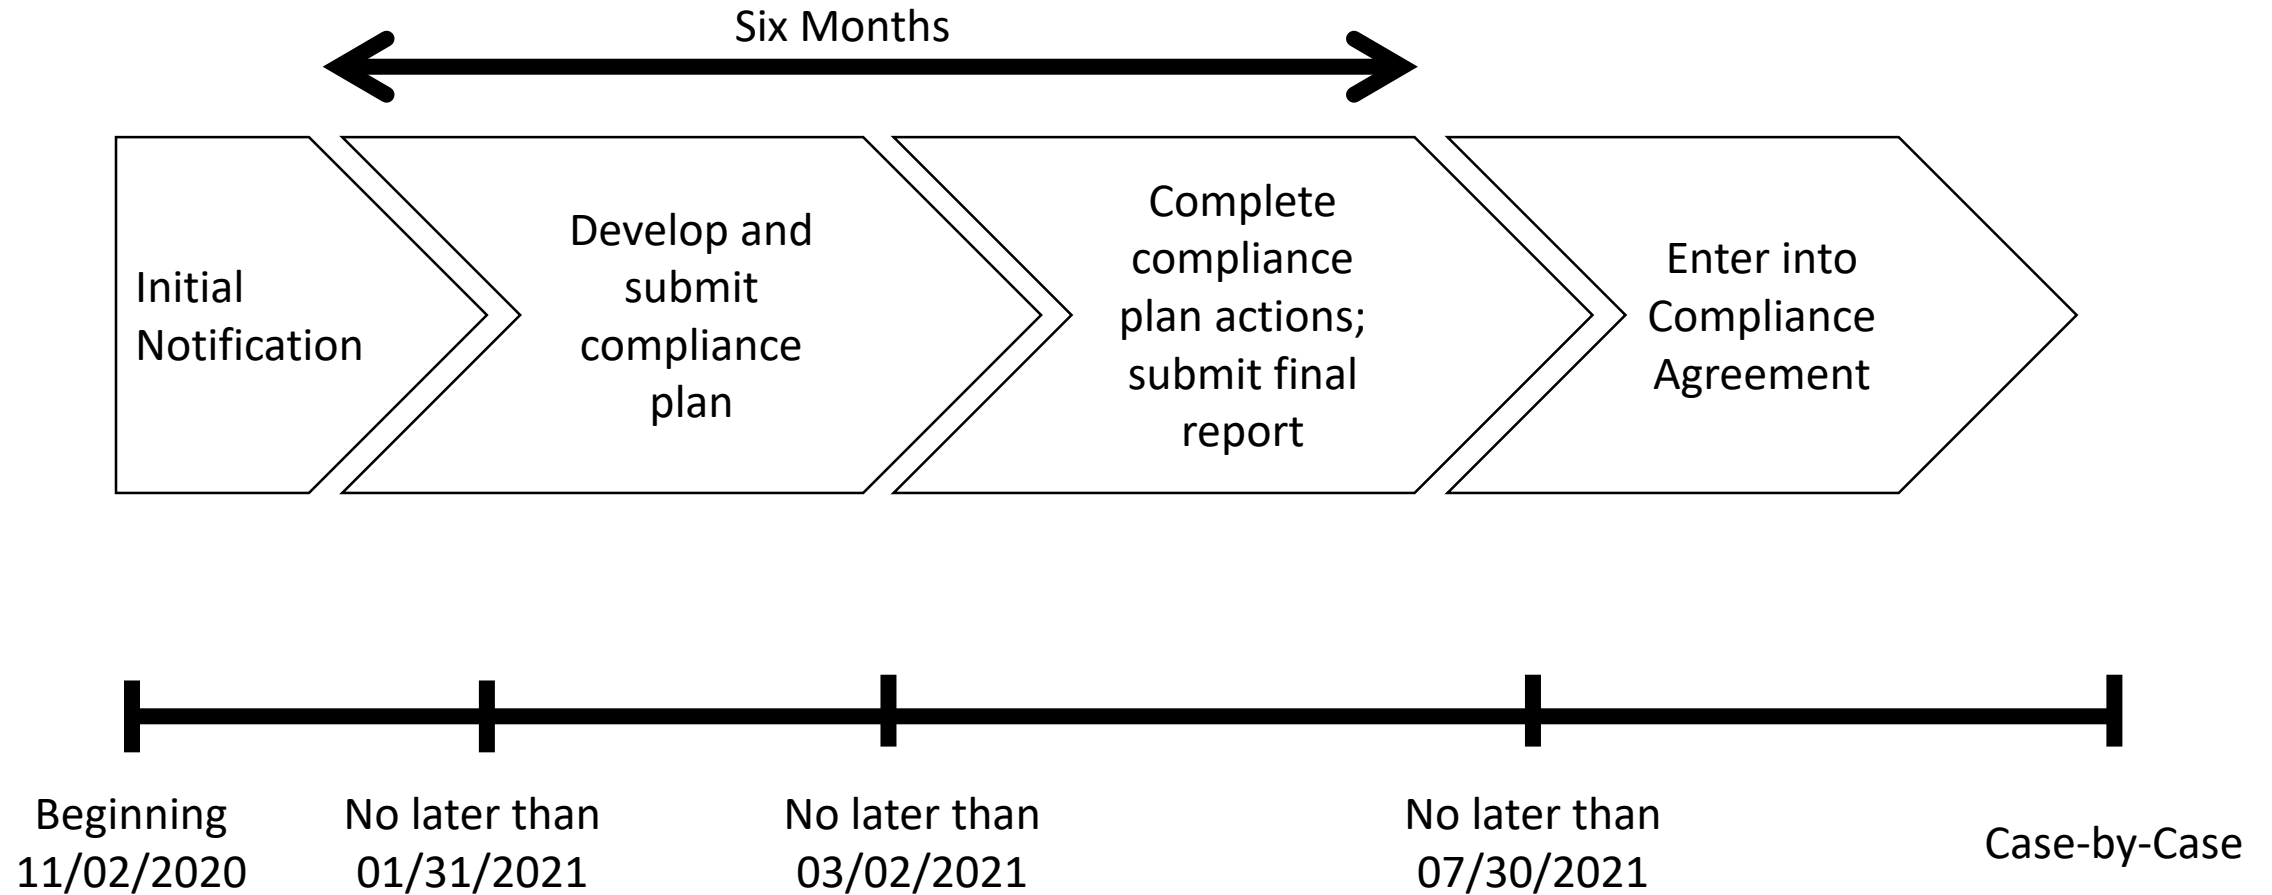 Six Months
Initial
Notification
Develop and
submit
compliance
plan
Complete
compliance
plan actions;
submit final
report
Enter into
Compliance
Agreement
Beginning
11/02/2020
No later than
01/31/2021
No later than
03/02/2021
No later than
07/30/2021
Case-by-Case